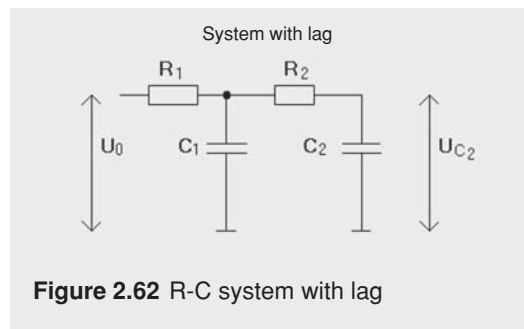 System with lag
R1
R2
U0
C1
C2
UC2
Figure 2.62 R-C system with lag